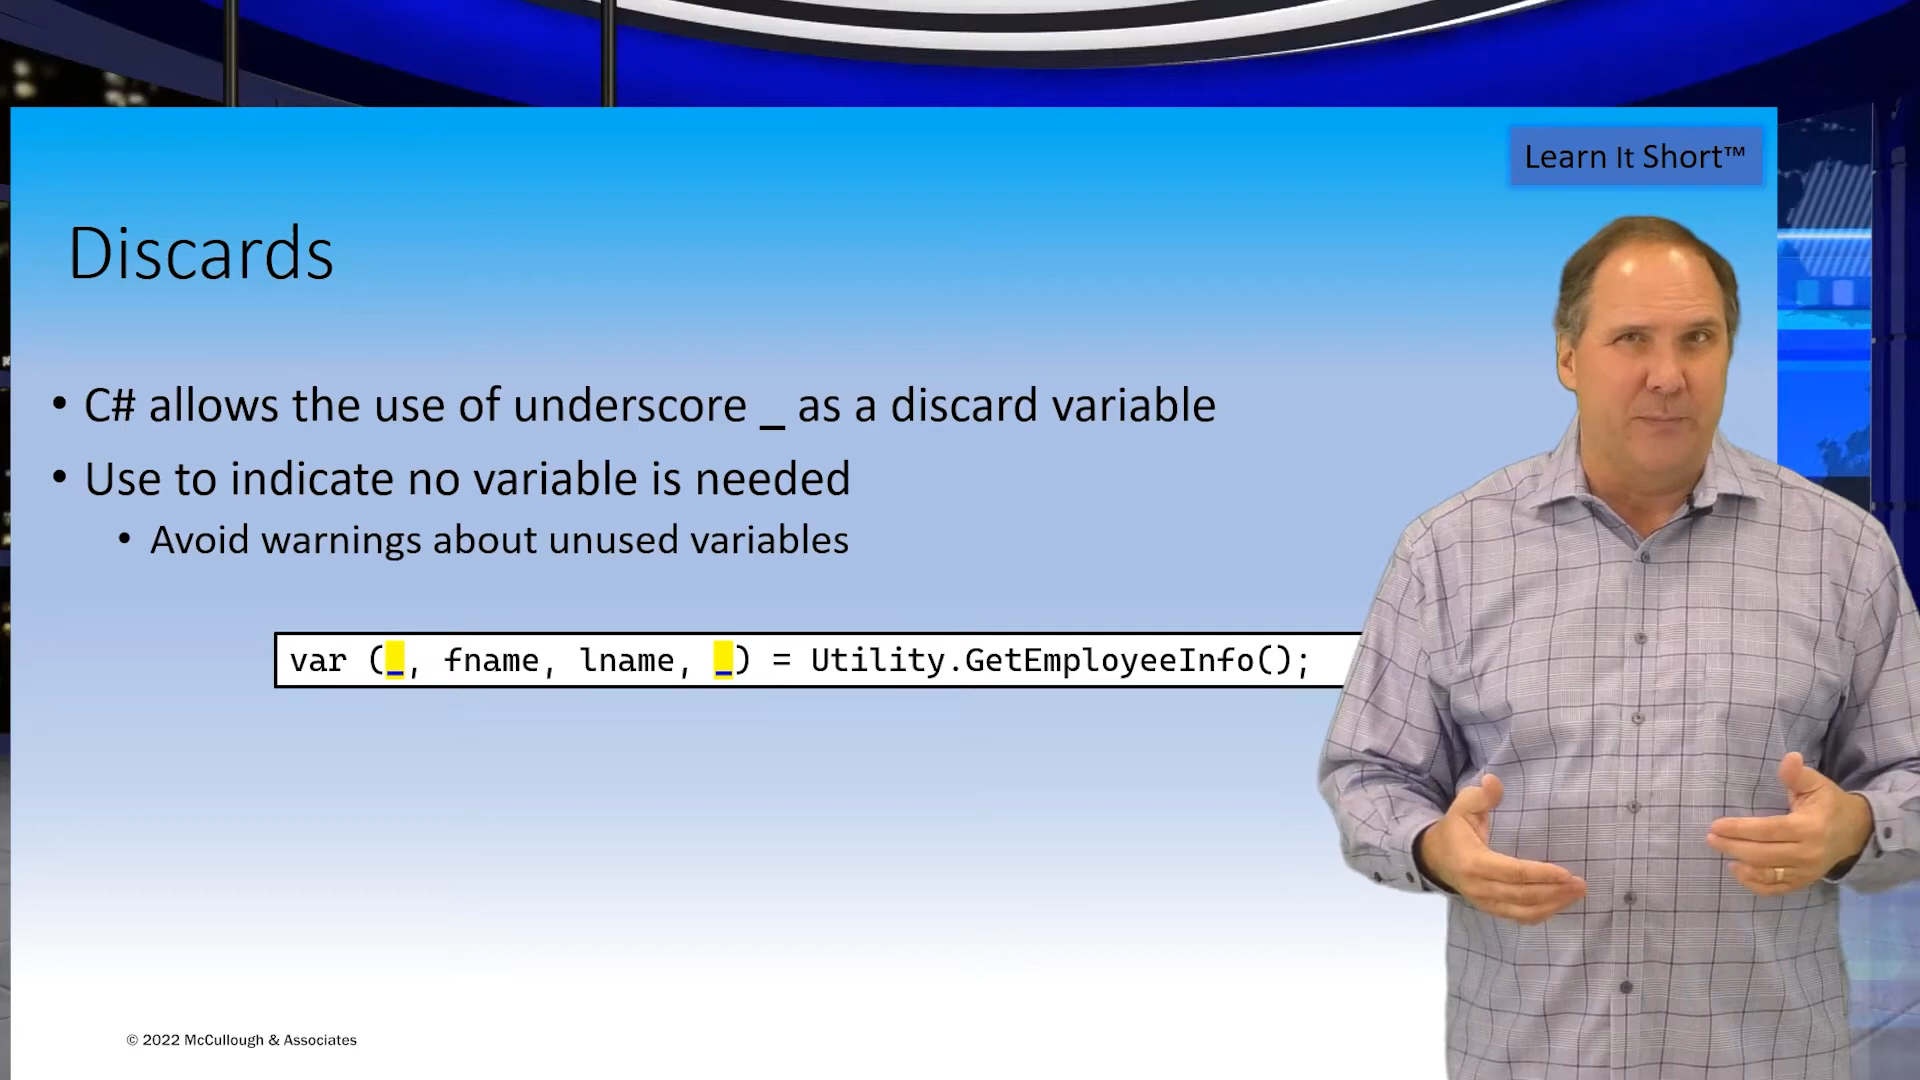 Learn It Short™
Discards
• C# allows the use of underscore _ as a discard variable
• Use to indicate no variable is needed
• Avoid warnings about unused variables
var (_, fname, lname, _) = Utility.GetEmployeeInfo();
© 2022 McCullough & Associates